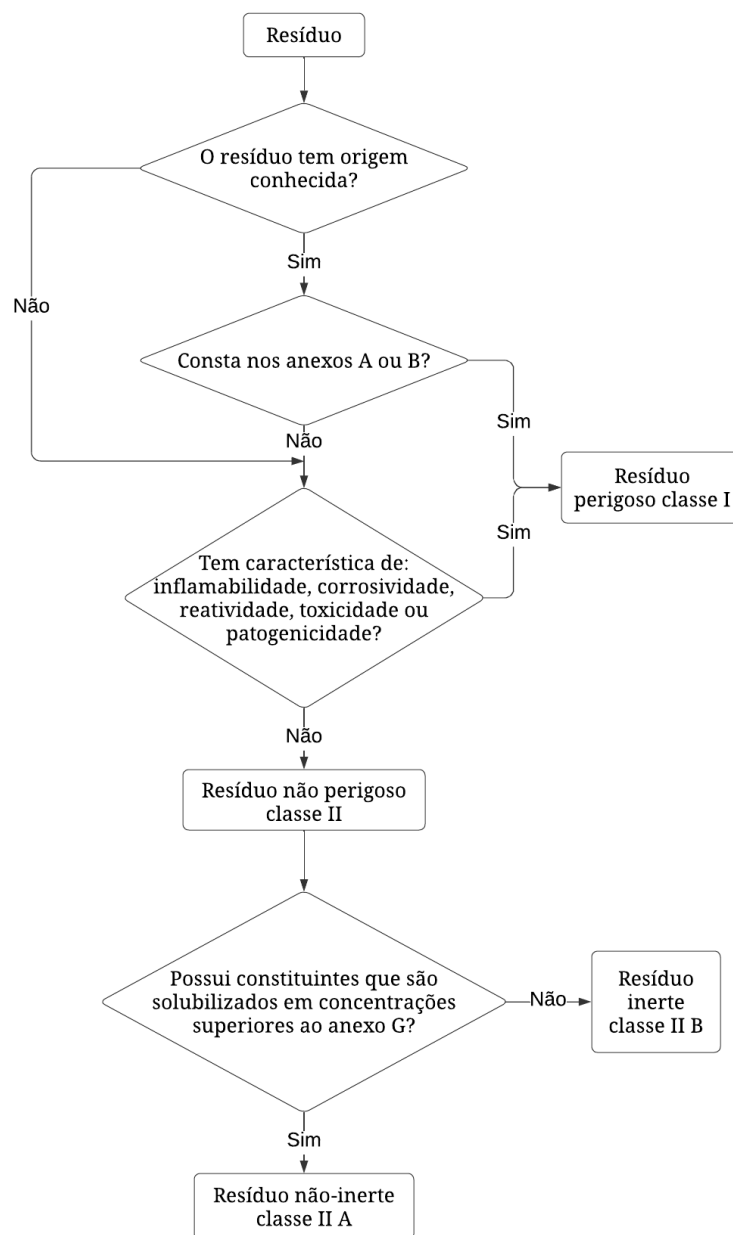 Resíduo
O resíduo tem origem
conhecida?
Sim
Não
Consta nos anexos A ou B?
Sim
Não
Resíduo
perigoso classe I
Sim
Tem característica de:
inflamabilidade, corrosividade,
reatividade, toxicidade ou
patogenicidade?
Não
Resíduo não perigoso
classe II
Possui constituintes que são
solubilizados em concentrações
superiores ao anexo G?
Não
Resíduo
inerte
classe II B
Sim
Resíduo não-inerte
classe II A